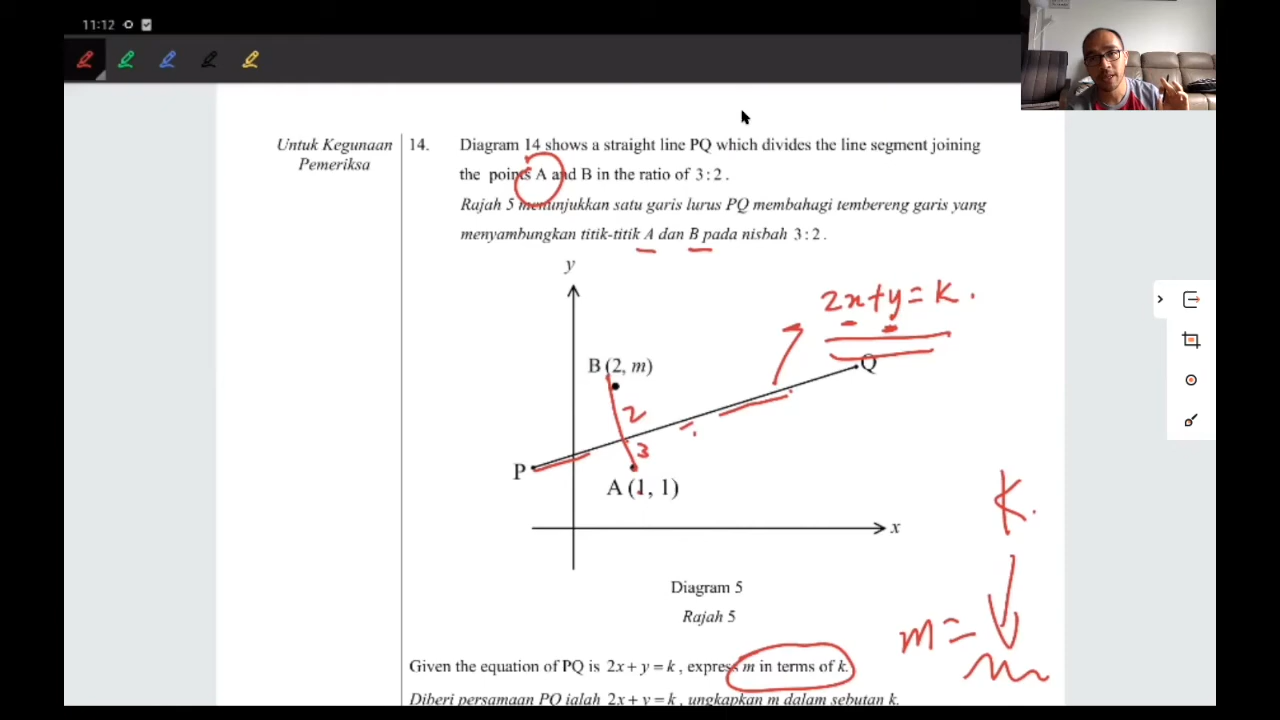 11:12
Untuk Kegunaan
Pemeriksa
14. Diagram 14 shows a straight line PQ which divides the line segment joining
the points A and B in the ratio of 3 : 2 .
Rajah 5 menunjukkan satu garis lurus PQ membahagi tembereng garis yang
menyambungkan titik-titik A dan B pada nisbah 3 : 2 .
y
2x+y=k.
B (2, m)
Q
2
3
P
A (1, 1)
k.
x
Diagram 5
Rajah 5
m=
Given the equation of PQ is 2x + y = k , express m in terms of k.
Diberi persamaan PQ ialah 2x + y = k , ungkapkan m dalam sebutan k.